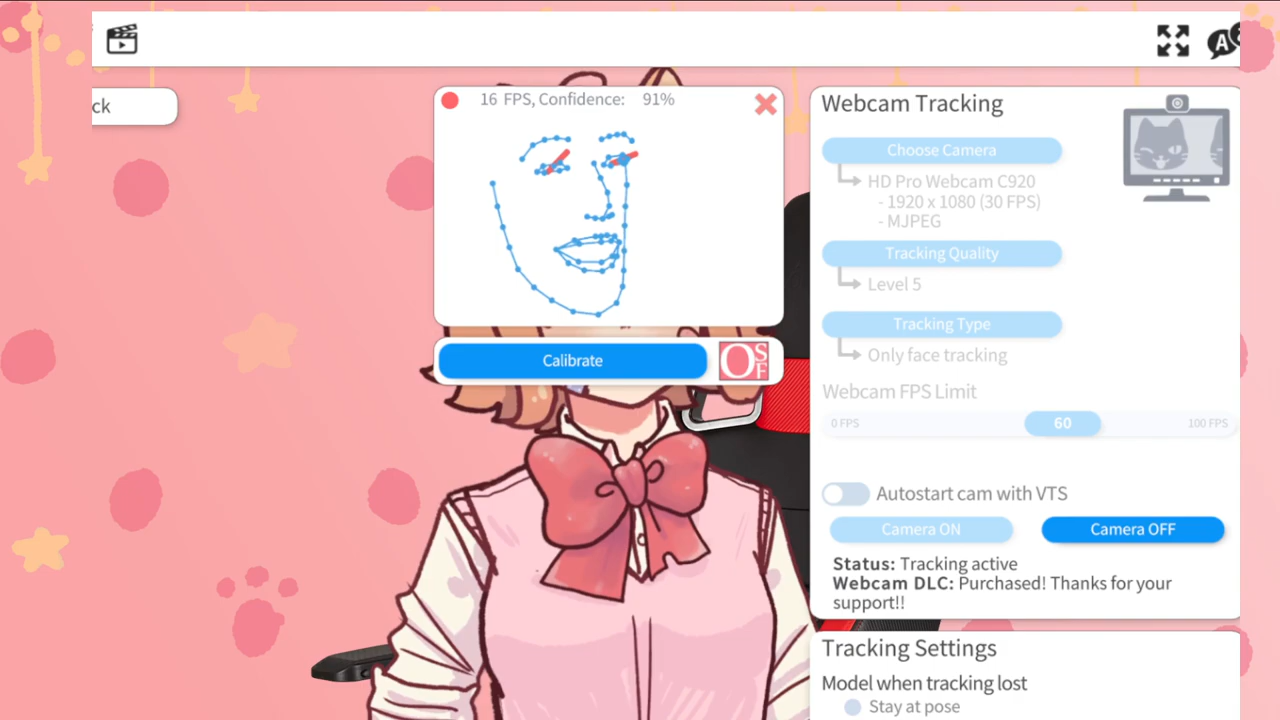 A
ck
16 FPS, Confidence: 91%
Calibrate
OSF
Webcam Tracking
Choose Camera
HD Pro Webcam C920
- 1920 x 1080 (30 FPS)
- MJPEG
Tracking Quality
Level 5
Tracking Type
Only face tracking
Webcam FPS Limit
0 FPS
60
100 FPS
Autostart cam with VTS
Camera ON
Camera OFF
Status: Tracking active
Webcam DLC: Purchased! Thanks for your
support!!
Tracking Settings
Model when tracking lost
Stay at pose